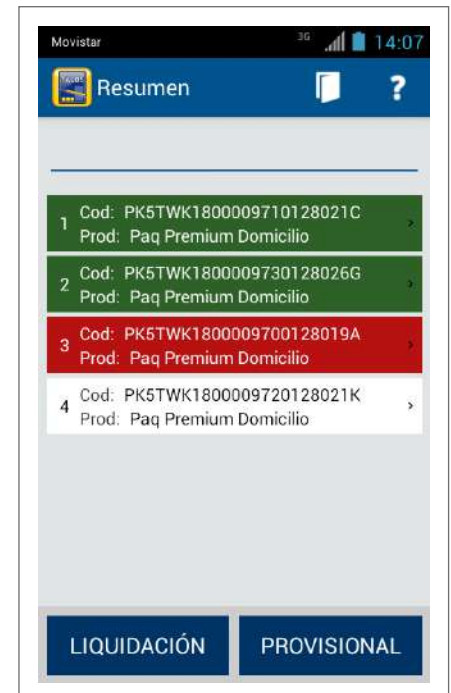 Movistar 3G 14:07
Resumen ?
1 Cod: PK5TWK1800009710128021C
Prod: Paq Premium Domicilio
2 Cod: PK5TWK1800009730128026G
Prod: Paq Premium Domicilio
3 Cod: PK5TWK1800009700128019A
Prod: Paq Premium Domicilio
4 Cod: PK5TWK1800009720128021K
Prod: Paq Premium Domicilio
LIQUIDACIÓN PROVISIONAL